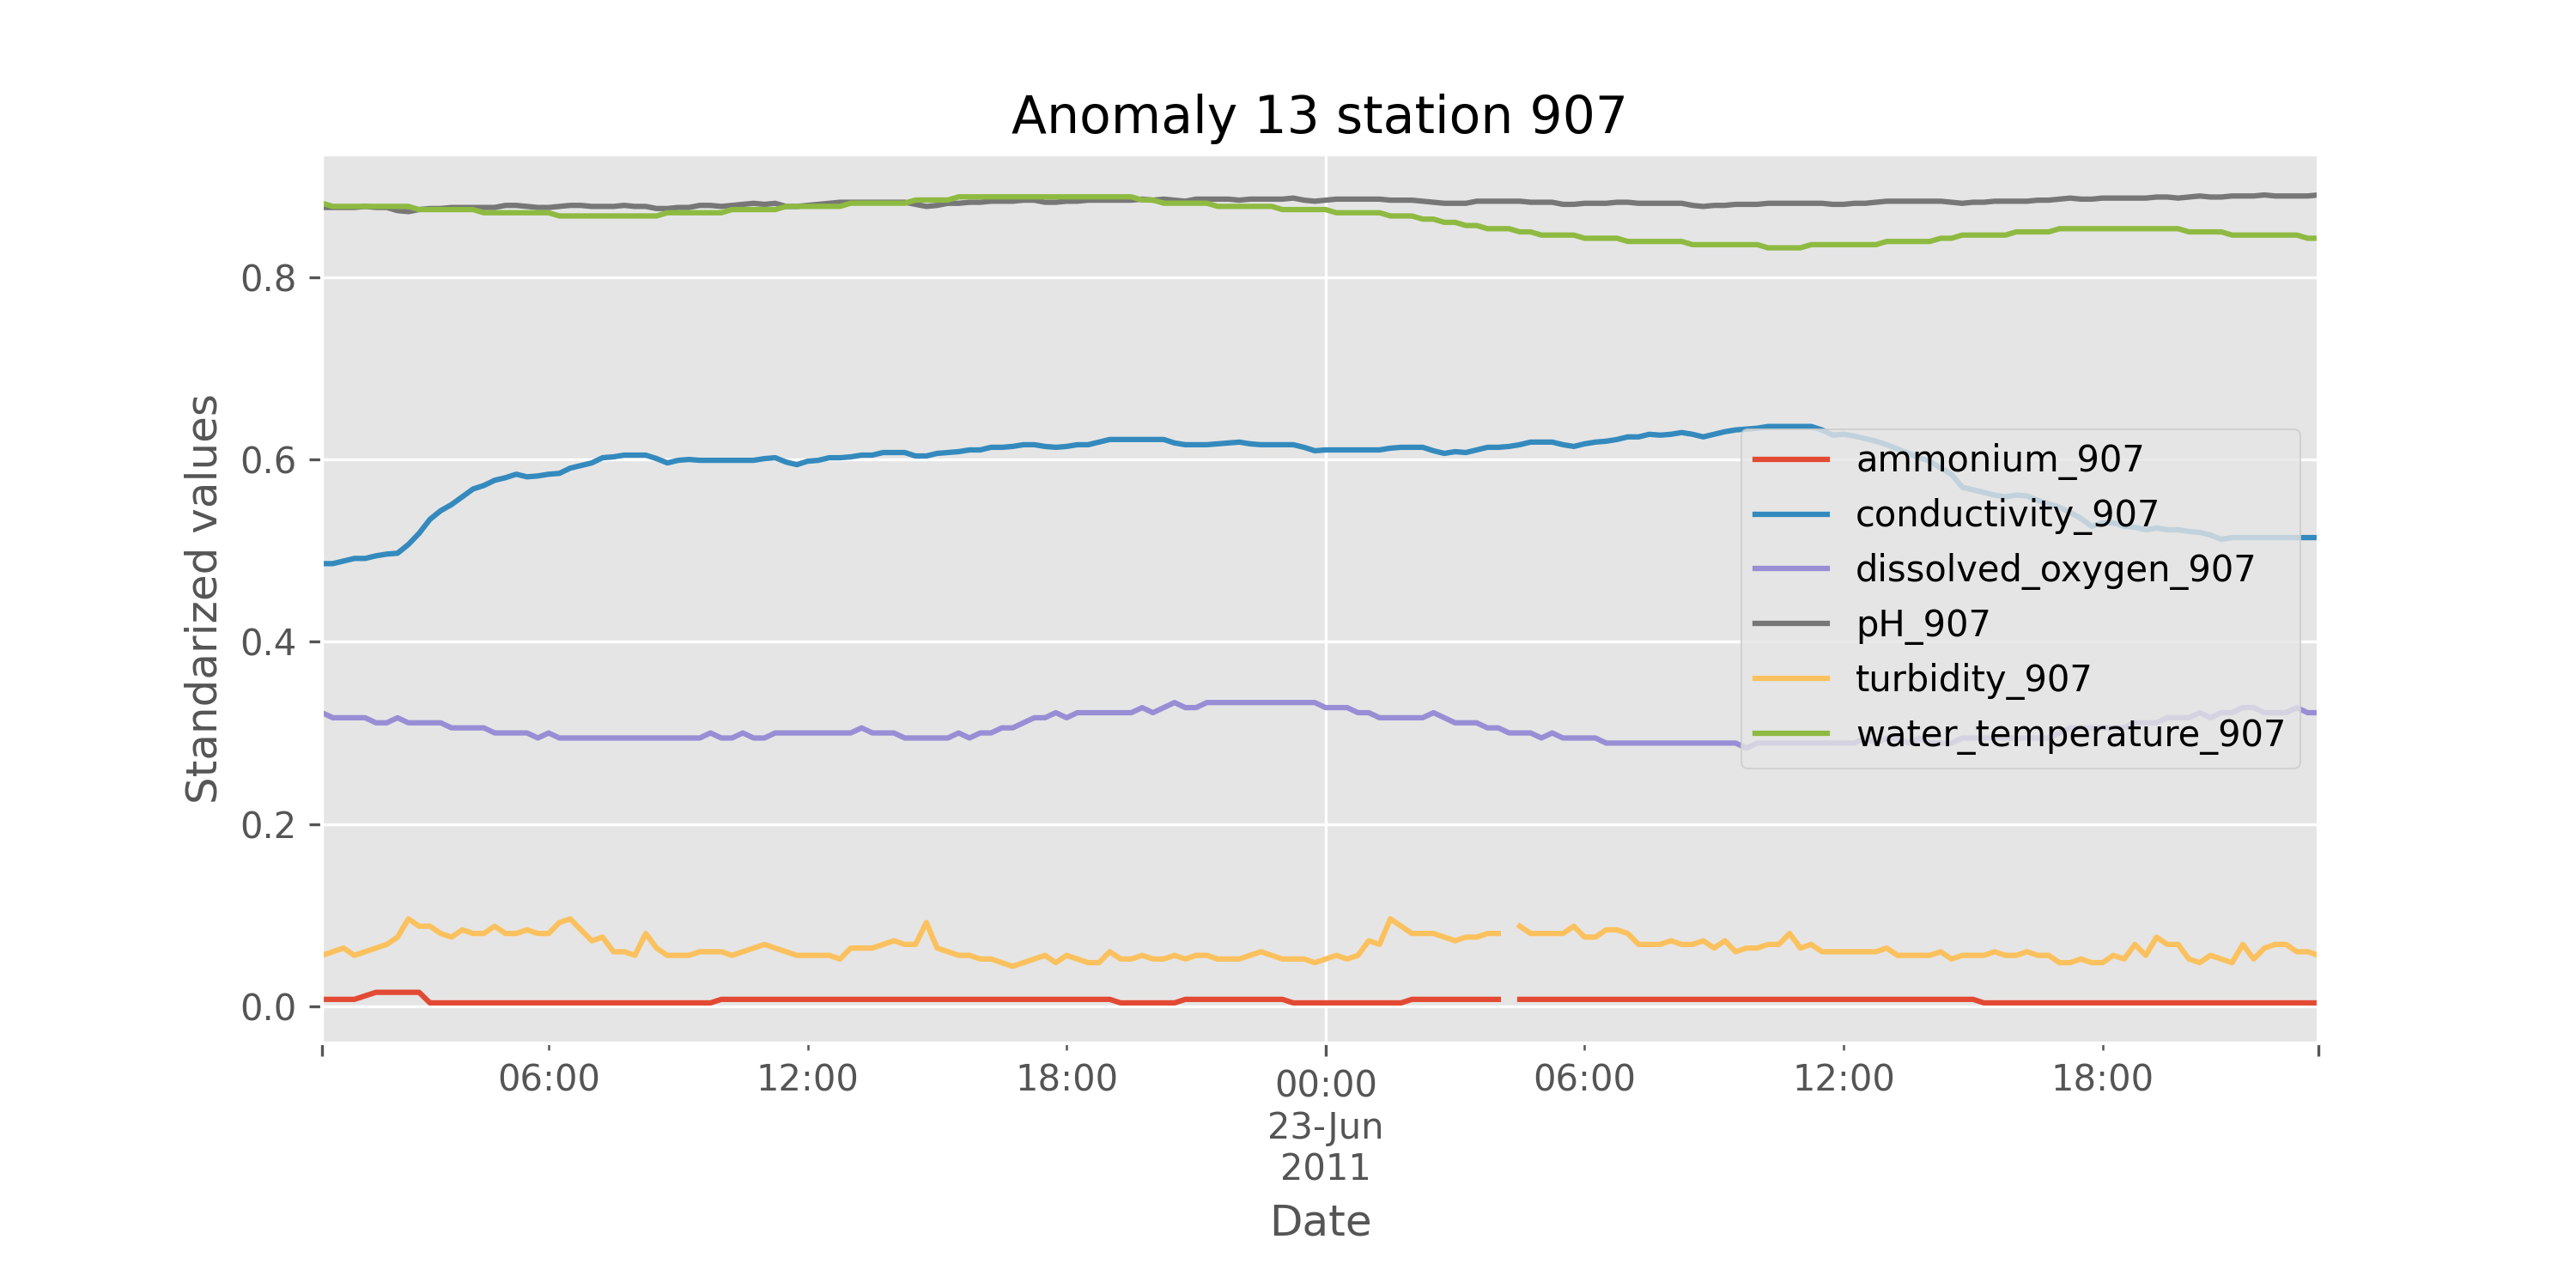 Anomaly 13 station 907
Standarized values
0.8
0.6
0.4
0.2
0.0
ammonium_907
conductivity_907
dissolved_oxygen_907
pH_907
turbidity_907
water_temperature_907
06:00
12:00
18:00
00:00
23-Jun
2011
06:00
12:00
18:00
Date